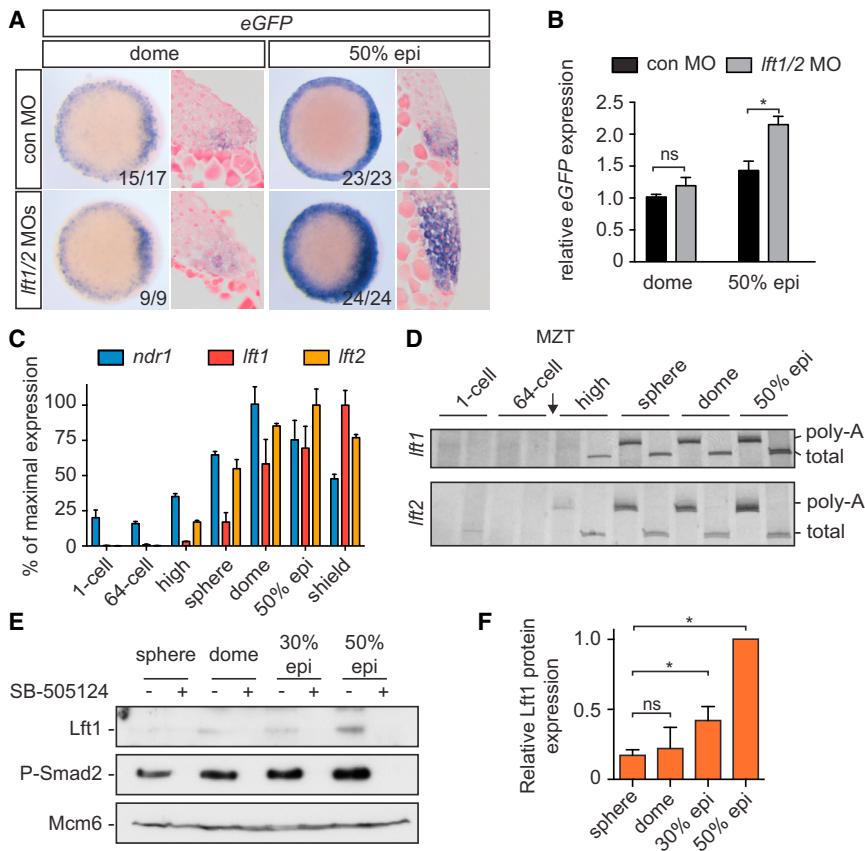 A
eGFP
dome
50% epi
con MO
15/17
23/23
lft1/2 MOs
9/9
24/24
B
con MO
lft1/2 MO
relative eGFP expression
2.5
2.0
1.5
1.0
0.5
0
ns
*
dome
50% epi
C
ndr1
lft1
lft2
% of maximal expression
100
75
50
25
0
1-cell
64-cell
high
sphere
dome
50% epi
shield
D
MZT
1-cell
64-cell
high
sphere
dome
50% epi
lft1
poly-A
total
lft2
poly-A
total
E
sphere
dome
30% epi
50% epi
SB-505124
- + - + - + - +
Lft1 -
P-Smad2 -
Mcm6 -
F
Relative Lft1 protein
expression
1.0
0.5
0
*
*
ns
sphere
dome
30% epi
50% epi